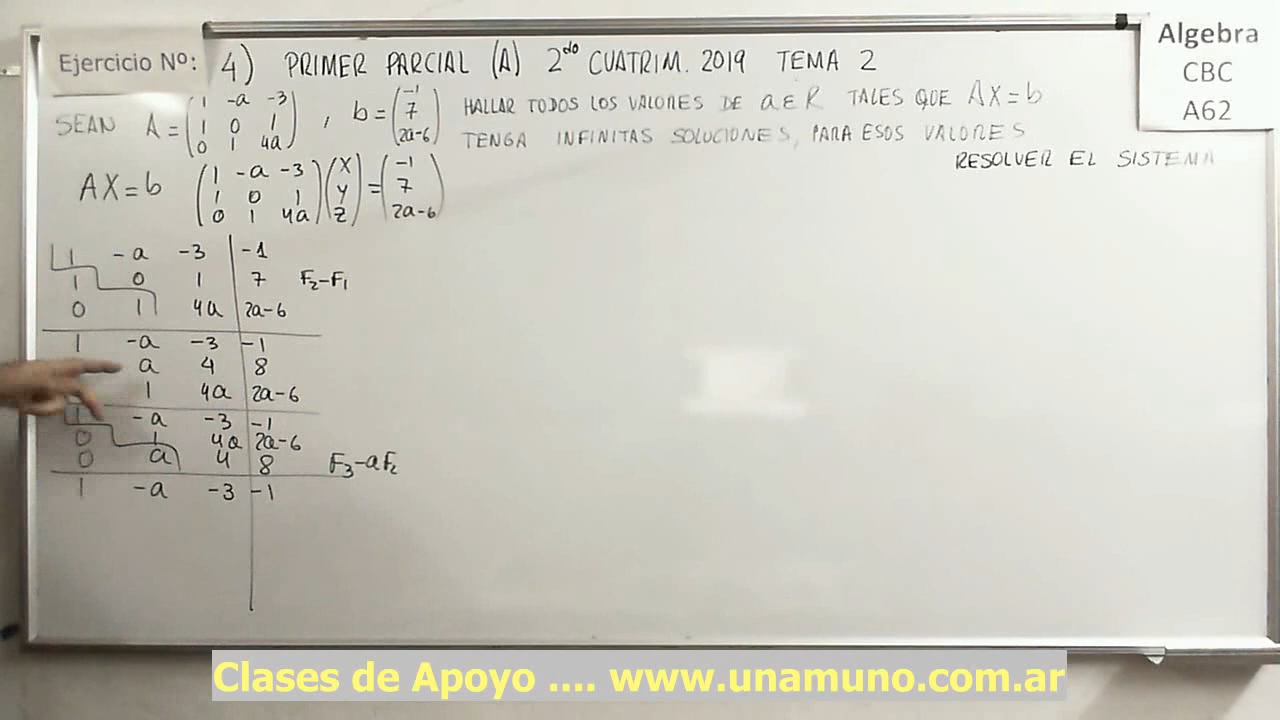 Ejercicio Nº: 4) PRIMER PARCIAL (A) 2do CUATRIM. 2019 TEMA 2
Algebra
CBC
A62
SEAN A = ( 1 -a -3 / 1 0 1 / 0 1 4a ) , b = ( -1 / 7 / 2a-6 ) HALLAR TODOS LOS VALORES DE a ∈ R TALES QUE AX = b
TENGA INFINITAS SOLUCIONES, PARA ESOS VALORES
RESOLVER EL SISTEMA
AX = b ( 1 -a -3 / 1 0 1 / 0 1 4a ) ( X / Y / Z ) = ( -1 / 7 / 2a-6 )
1 -a -3 | -1
1 0 1 | 7 F2-F1
0 1 4a | 2a-6
1 -a -3 | -1
a 4 | 8
1 4a | 2a-6
1 -a -3 | -1
0 1 4a | 2a-6
0 a 4 | 8 F3-aF2
1 -a -3 | -1
Clases de Apoyo .... www.unamuno.com.ar